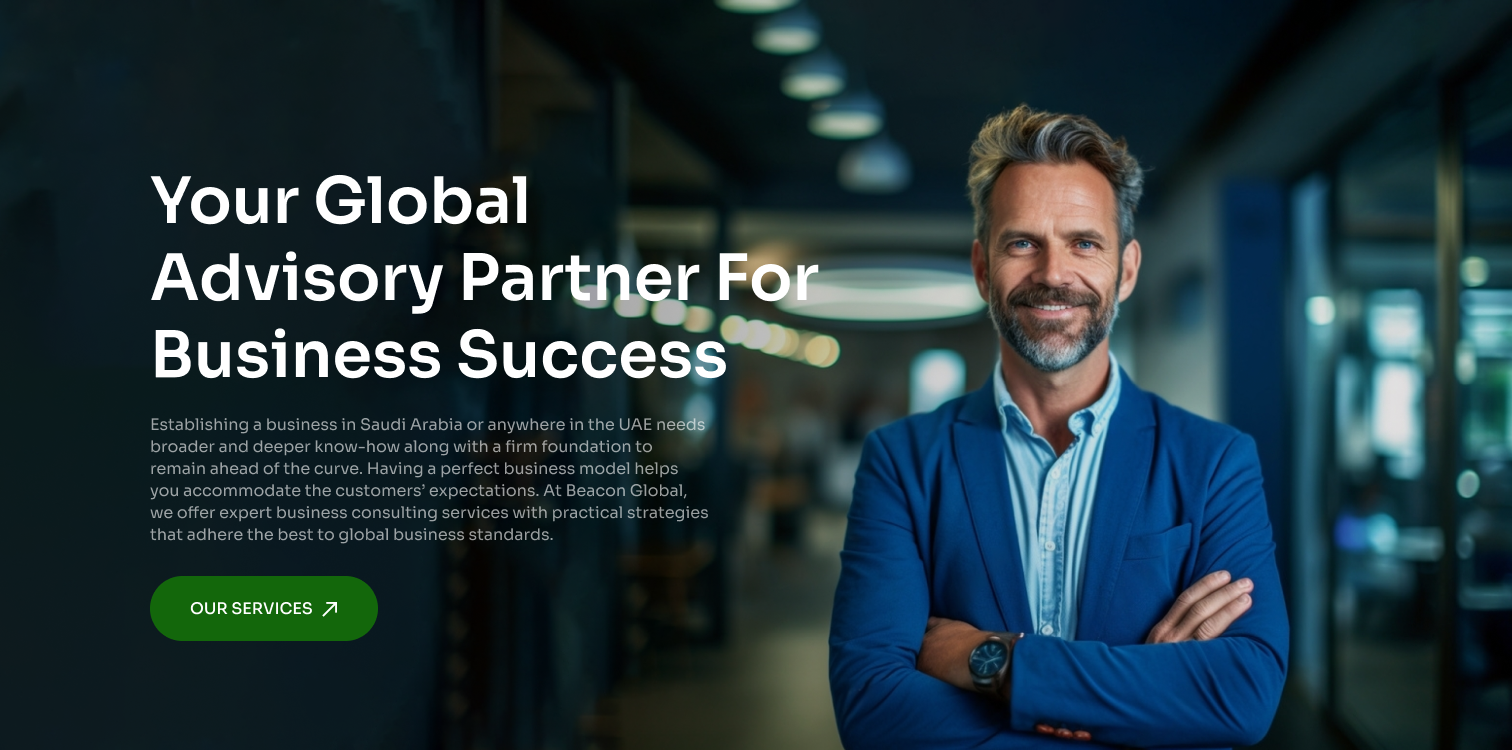 Your Global
Advisory Partner For
Business Success
Establishing a business in Saudi Arabia or anywhere in the UAE needs
broader and deeper know-how along with a firm foundation to
remain ahead of the curve. Having a perfect business model helps
you accommodate the customers’ expectations. At Beacon Global,
we offer expert business consulting services with practical strategies
that adhere the best to global business standards.
OUR SERVICES